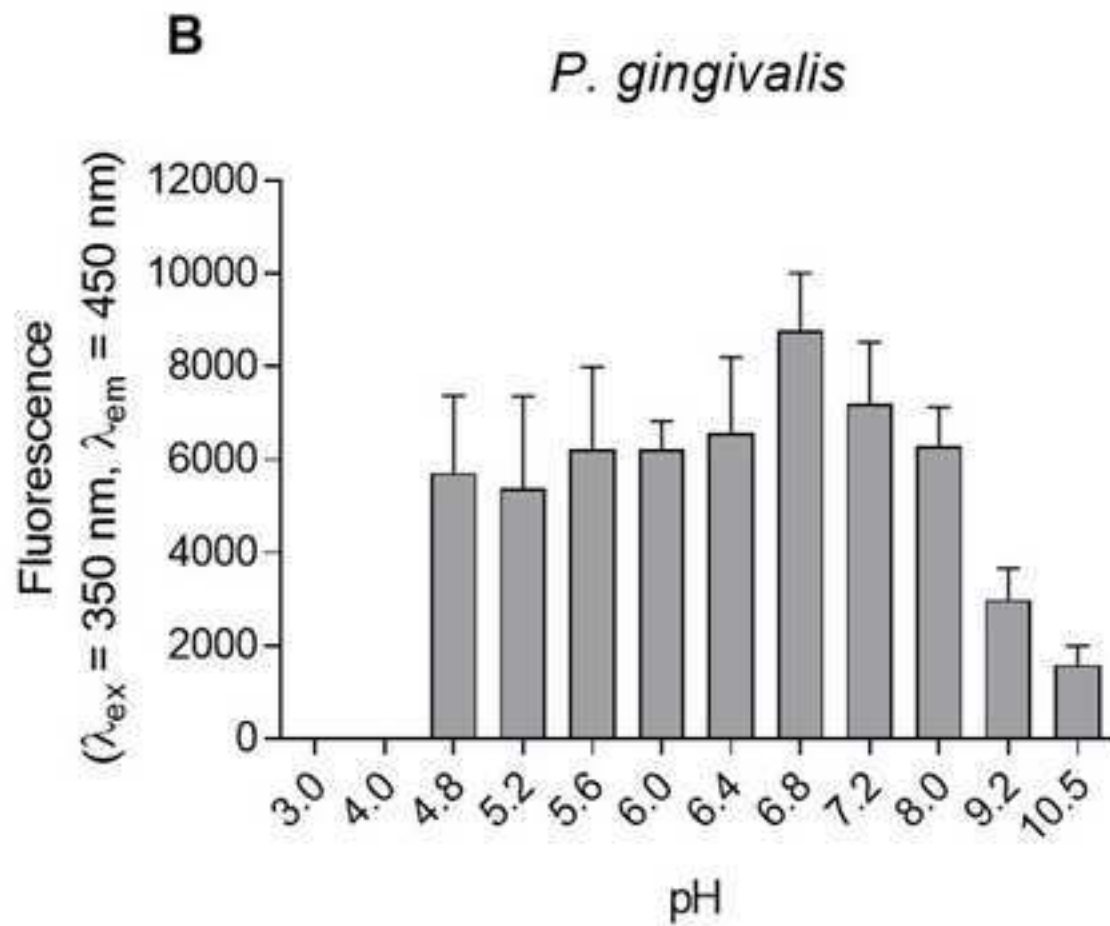 B
P. gingivalis
Fluorescence
(λex = 350 nm, λem = 450 nm)
12000
10000
8000
6000
4000
2000
0
3.0 4.0 4.8 5.2 5.6 6.0 6.4 6.8 7.2 8.0 9.2 10.5
pH